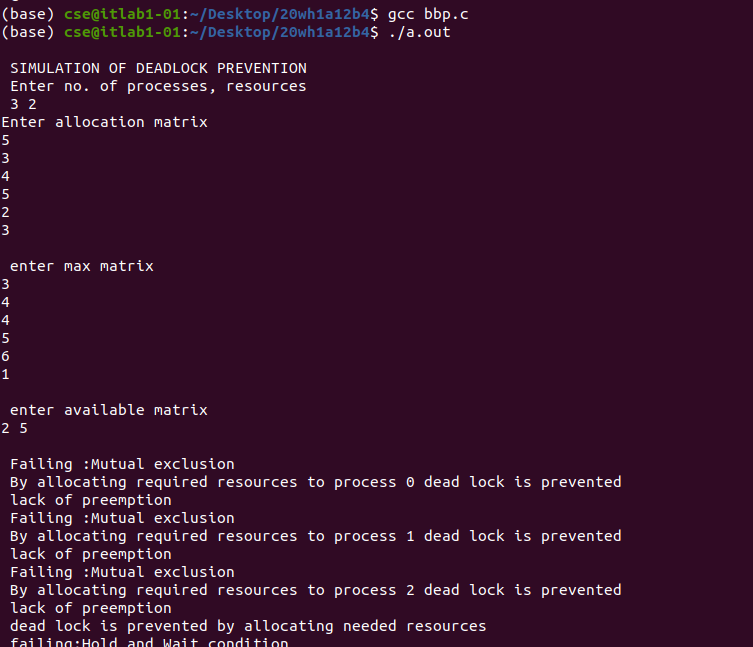 (base) cse@itlab1-01:~/Desktop/20wh1a12b4$ gcc bbp.c
(base) cse@itlab1-01:~/Desktop/20wh1a12b4$ ./a.out
SIMULATION OF DEADLOCK PREVENTION
Enter no. of processes, resources
3 2
Enter allocation matrix
5
3
4
5
2
3
enter max matrix
3
4
4
5
6
1
enter available matrix
2 5
Failing :Mutual exclusion
By allocating required resources to process 0 dead lock is prevented
lack of preemption
Failing :Mutual exclusion
By allocating required resources to process 1 dead lock is prevented
lack of preemption
Failing :Mutual exclusion
By allocating required resources to process 2 dead lock is prevented
lack of preemption
dead lock is prevented by allocating needed resources
failing:Hold and Wait condition